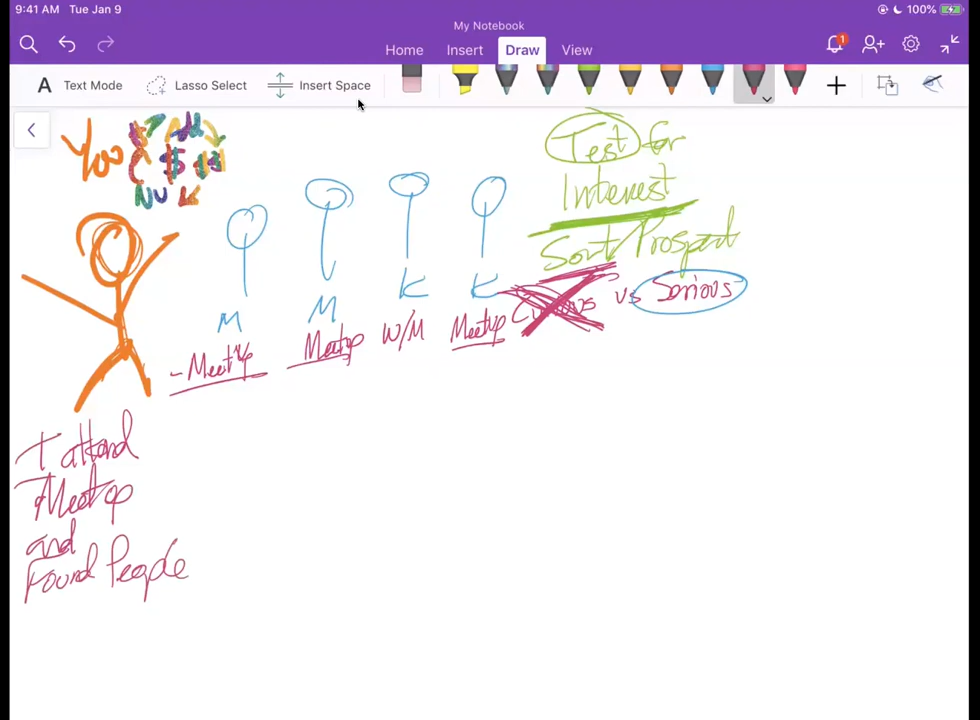 9:41 AM Tue Jan 9
100%
My Notebook
Home Insert Draw View
1
A Text Mode Lasso Select Insert Space
You
$
Test for
Interest
Sort/Prospect
vs Serious
M M K K
- Meetup Meetup W/M Meetup
I attend
Meetup
and
Found People